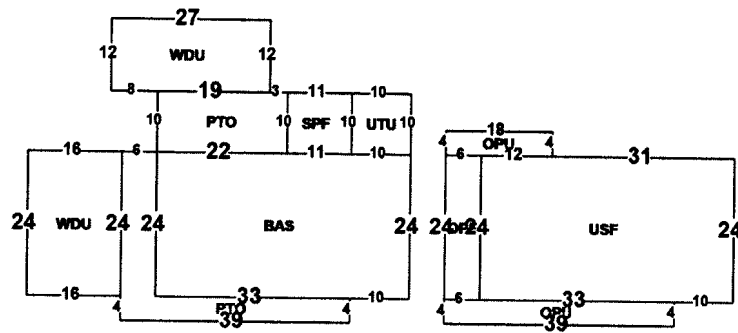 27
12 WDU 12
8 19 3 11 10
10 PTO 10 SPF 10 UTU 10
18
4 OPU 4
16 6 22 11 10
6 12 31
24 WDU 24 24 BAS 24
24 24 USF 24
16 4 PTO 33 4 10
39
6 4 OPU 33 4 10
39